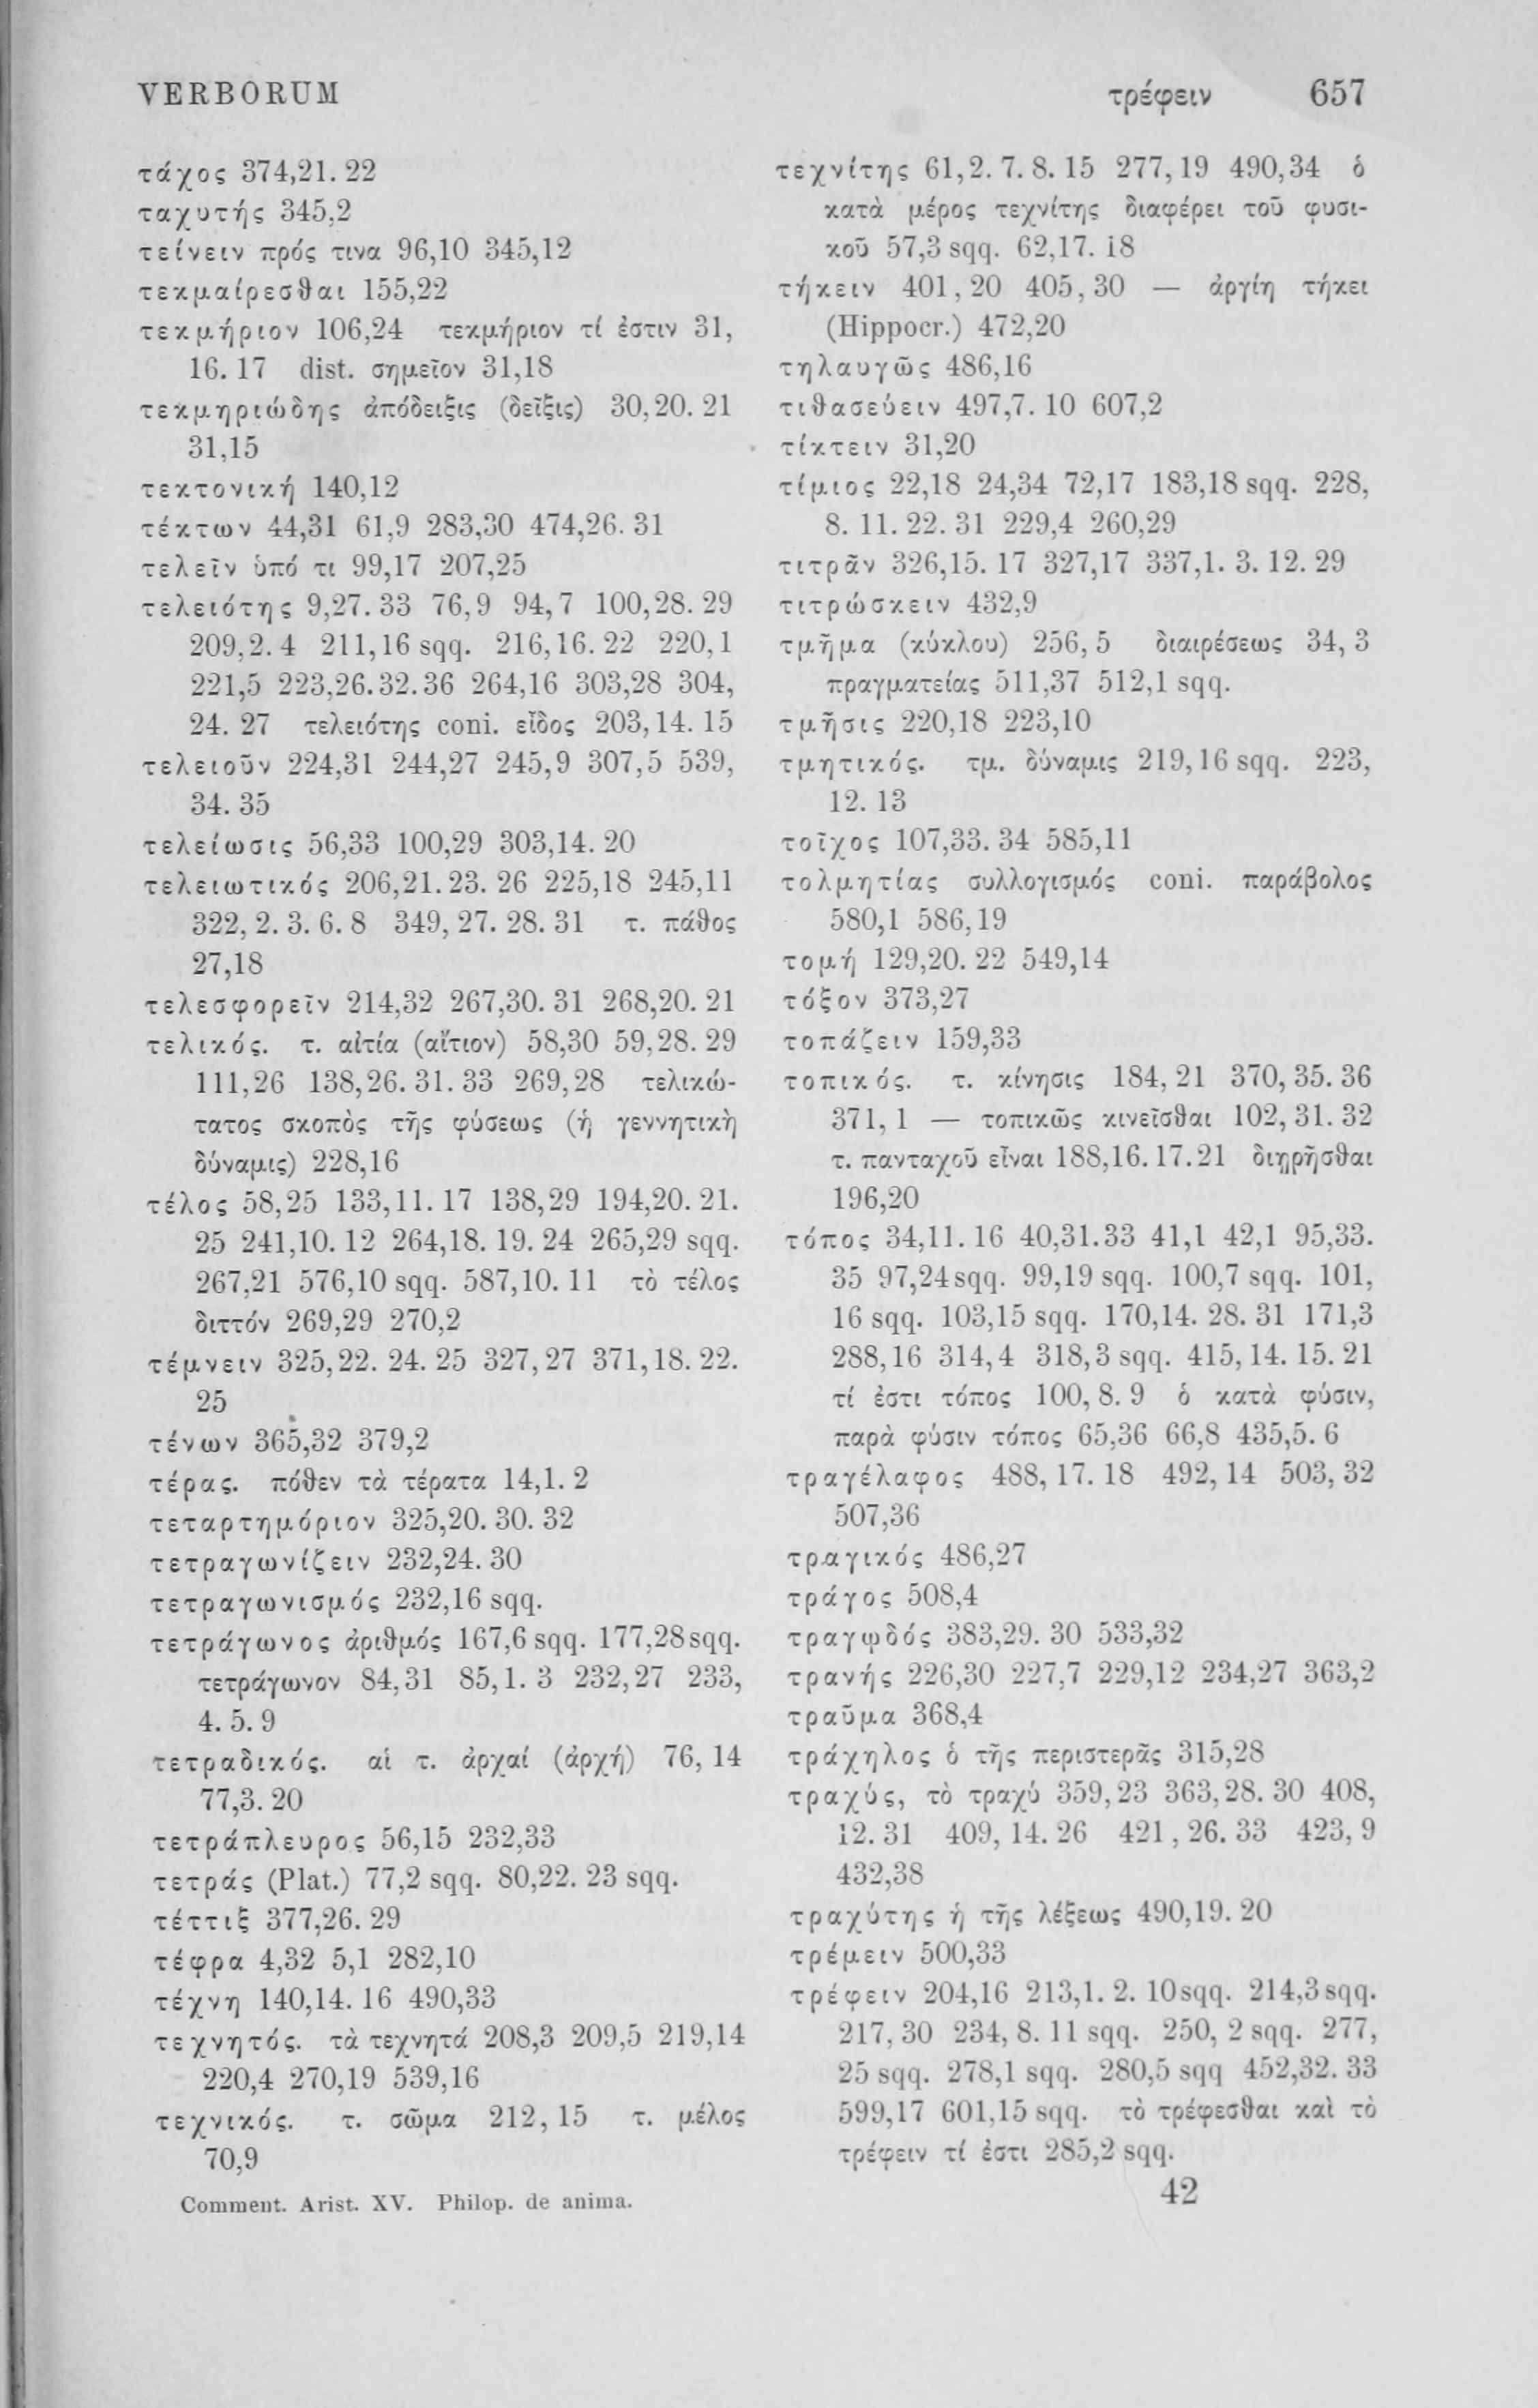 VERBORUM τρέφειν 657
τάχος 374,21. 22
ταχυτής 345,2
τείνειν πρός τινα 96,10 345,12
τεκμαίρεσθαι 155,22
τεκμήριον 106,24 τεκμήριον τί ἐστιν 31,
16. 17 dist. σημεῖον 31,18
τεκμηριώδης ἀπόδειξις (δεῖξις) 30,20. 21
31,15
τεκτονική 140,12
τέκτων 44,31 61,9 283,30 474,26. 31
τελεῖν ὑπό τι 99,17 207,25
τελειότης 9,27. 33 76,9 94,7 100,28. 29
209,2. 4 211,16 sqq. 216,16. 22 220,1
221,5 223,26. 32. 36 264,16 303,28 304,
24. 27 τελειότης coni. εἶδος 203,14. 15
τελειοῦν 224,31 244,27 245,9 307,5 539,
34. 35
τελείωσις 56,33 100,29 303,14. 20
τελειωτικός 206,21. 23. 26 225,18 245,11
322, 2. 3. 6. 8 349, 27. 28. 31 τ. πάθος
27,18
τελεσφορεῖν 214,32 267,30. 31 268,20. 21
τελικός. τ. αἰτία (αἴτιον) 58,30 59,28. 29
111,26 138,26. 31. 33 269,28 τελικώ-
τατος σκοπὸς τῆς φύσεως (ἡ γεννητικὴ
δύναμις) 228,16
τέλος 58,25 133,11. 17 138,29 194,20. 21.
25 241,10. 12 264,18. 19. 24 265,29 sqq.
267,21 576,10 sqq. 587,10. 11 τὸ τέλος
διττόν 269,29 270,2
τέμνειν 325,22. 24. 25 327,27 371,18. 22.
25
τένων 365,32 379,2
τέρας. πόθεν τὰ τέρατα 14,1. 2
τεταρτημόριον 325,20. 30. 32
τετραγωνίζειν 232,24. 30
τετραγωνισμός 232,16 sqq.
τετράγωνος ἀριθμός 167,6 sqq. 177,28 sqq.
τετράγωνον 84,31 85,1. 3 232,27 233,
4. 5. 9
τετραδικός. αἱ τ. ἀρχαί (ἀρχή) 76, 14
77,3. 20
τετράπλευρος 56,15 232,33
τετράς (Plat.) 77,2 sqq. 80,22. 23 sqq.
τέττιξ 377,26. 29
τέφρα 4,32 5,1 282,10
τέχνη 140,14. 16 490,33
τεχνητός. τὰ τεχνητά 208,3 209,5 219,14
220,4 270,19 539,16
τεχνικός. τ. σῶμα 212, 15 τ. μέλος
70,9
τεχνίτης 61,2. 7. 8. 15 277,19 490,34 ὁ
κατὰ μέρος τεχνίτης διαφέρει τοῦ φυσι-
κοῦ 57,3 sqq. 62,17. 18
τήκειν 401, 20 405, 30 — ἀργίη τήκει
(Hippocr.) 472,20
τηλαυγῶς 486,16
τιθασεύειν 497,7. 10 607,2
τίκτειν 31,20
τίμιος 22,18 24,34 72,17 183,18 sqq. 228,
8. 11. 22. 31 229,4 260,29
τιτρᾶν 326,15. 17 327,17 337,1. 3. 12. 29
τιτρώσκειν 432,9
τμῆμα (κύκλου) 256, 5 διαιρέσεως 34, 3
πραγματείας 511,37 512,1 sqq.
τμῆσις 220,18 223,10
τμητικός. τμ. δύναμις 219,16 sqq. 223,
12. 13
τοῖχος 107,33. 34 585,11
τολμητίας συλλογισμός coni. παράβολος
580,1 586,19
τομή 129,20. 22 549,14
τόξον 373,27
τοπάζειν 159,33
τοπικός. τ. κίνησις 184, 21 370, 35. 36
371, 1 — τοπικῶς κινεῖσθαι 102, 31. 32
τ. πανταχοῦ εἶναι 188,16. 17. 21 διῃρῆσθαι
196,20
τόπος 34,11. 16 40,31. 33 41,1 42,1 95,33.
35 97,24 sqq. 99,19 sqq. 100,7 sqq. 101,
16 sqq. 103,15 sqq. 170,14. 28. 31 171,3
288,16 314,4 318,3 sqq. 415,14. 15. 21
τί ἐστι τόπος 100, 8. 9 ὁ κατὰ φύσιν,
παρὰ φύσιν τόπος 65,36 66,8 435,5. 6
τραγέλαφος 488, 17. 18 492, 14 503, 32
507,36
τραγικός 486,27
τράγος 508,4
τραγῳδός 383,29. 30 533,32
τρανής 226,30 227,7 229,12 234,27 363,2
τραῦμα 368,4
τράχηλος ὁ τῆς περιστερᾶς 315,28
τραχύς, τὸ τραχύ 359,23 363,28. 30 408,
12. 31 409, 14. 26 421, 26. 33 423, 9
432,38
τραχύτης ἡ τῆς λέξεως 490,19. 20
τρέμειν 500,33
τρέφειν 204,16 213,1. 2. 10 sqq. 214,3 sqq.
217, 30 234, 8. 11 sqq. 250, 2 sqq. 277,
25 sqq. 278,1 sqq. 280,5 sqq 452,32. 33
599,17 601,15 sqq. τὸ τρέφεσθαι καὶ τὸ
τρέφειν τί ἐστι 285,2 sqq.
Comment. Arist. XV. Philop. de anima. 42